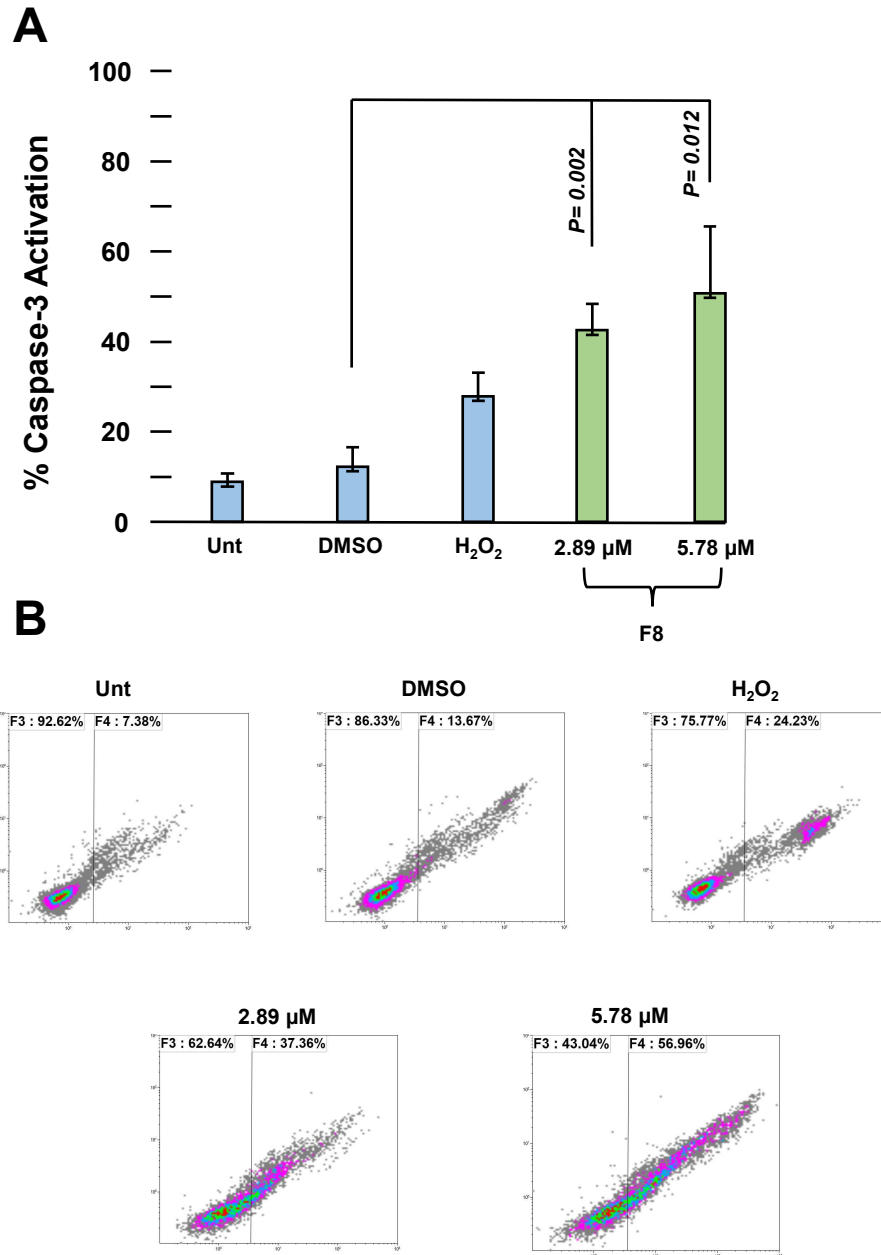 A
% Caspase-3 Activation
100
80
60
40
20
0
P= 0.002
P= 0.012
Unt DMSO H₂O₂ 2.89 µM 5.78 µM
F8
B
Unt DMSO H₂O₂
F3 : 92.62% F4 : 7.38% F3 : 86.33% F4 : 13.67% F3 : 75.77% F4 : 24.23%
2.89 µM 5.78 µM
F3 : 62.64% F4 : 37.36% F3 : 43.04% F4 : 56.96%